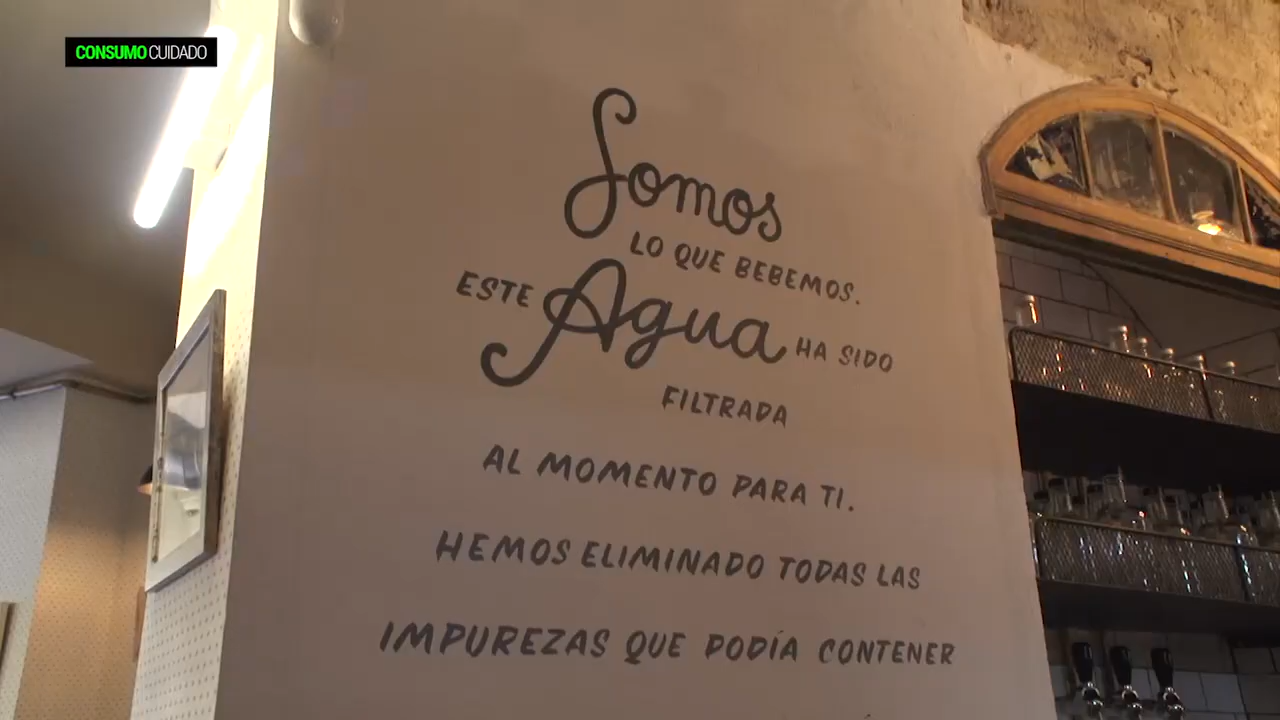 CONSUMOCUIDADO
Somos
LO QUE BEBEMOS.
ESTE Agua HA SIDO
FILTRADA
AL MOMENTO PARA TI.
HEMOS ELIMINADO TODAS LAS
IMPUREZAS QUE PODÍA CONTENER